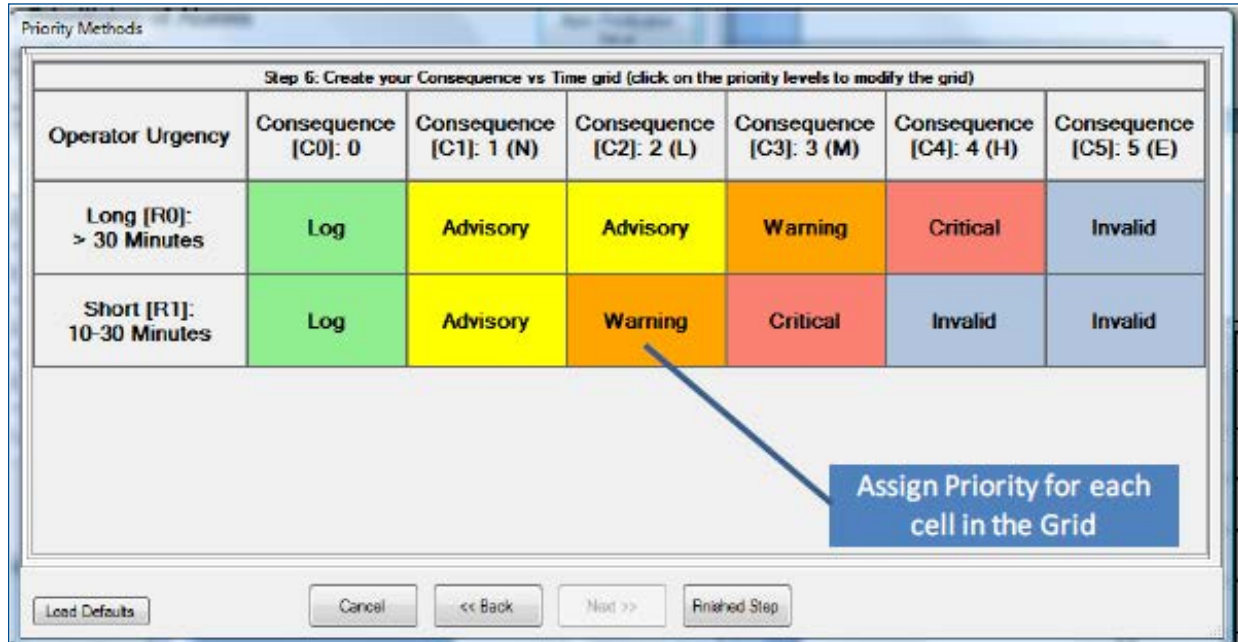 Priority Methods
Step 6: Create your Consequence vs Time grid (click on the priority levels to modify the grid)
Operator Urgency
Consequence
[C0]: 0
Consequence
[C1]: 1 (N)
Consequence
[C2]: 2 (L)
Consequence
[C3]: 3 (M)
Consequence
[C4]: 4 (H)
Consequence
[C5]: 5 (E)
Long [R0]:
> 30 Minutes
Log
Advisory
Advisory
Warning
Critical
Invalid
Short [R1]:
10-30 Minutes
Log
Advisory
Warning
Critical
Invalid
Invalid
Assign Priority for each
cell in the Grid
Load Defaults
Cancel
<< Back
Next >>
Finished Step